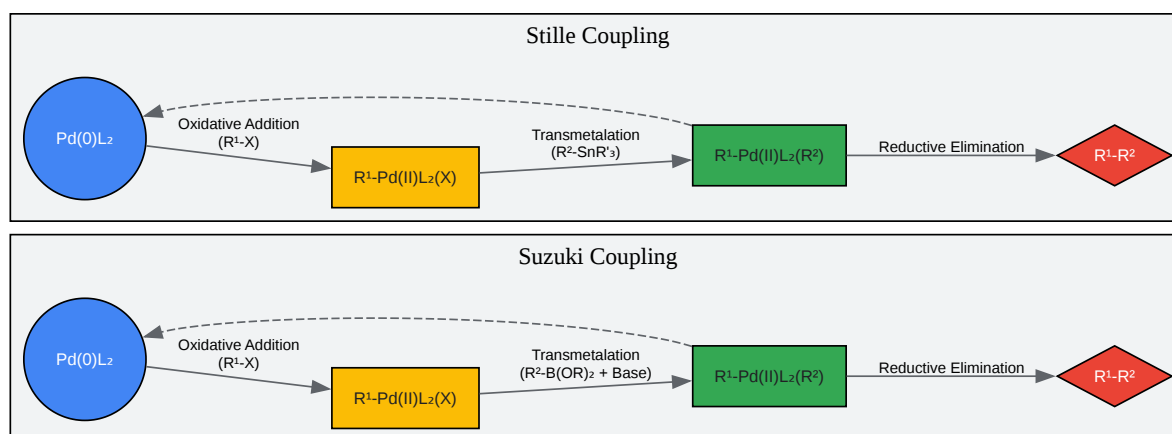 Stille Coupling
Pd(0)L₂
Oxidative Addition
(R¹-X)
R¹-Pd(II)L₂(X)
Transmetalation
(R²-SnR'₃)
R¹-Pd(II)L₂(R²)
Reductive Elimination
R¹-R²
Suzuki Coupling
Pd(0)L₂
Oxidative Addition
(R¹-X)
R¹-Pd(II)L₂(X)
Transmetalation
(R²-B(OR)₂ + Base)
R¹-Pd(II)L₂(R²)
Reductive Elimination
R¹-R²